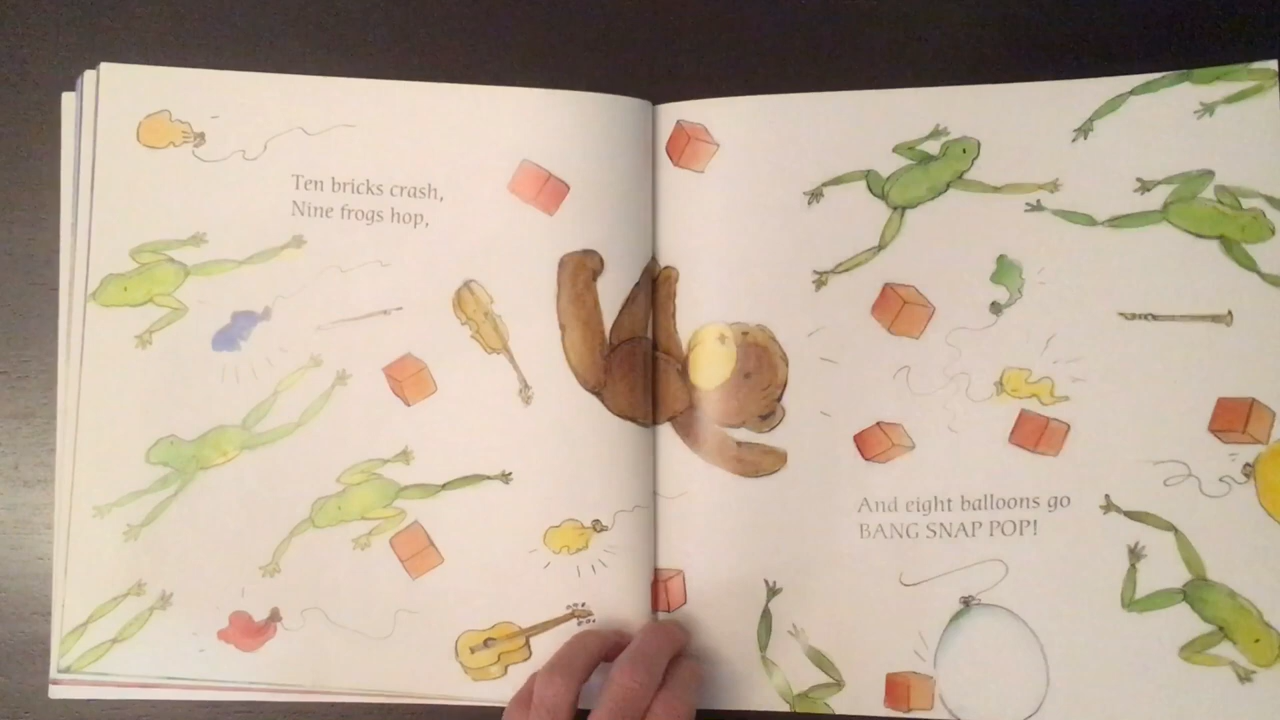 Ten bricks crash,
Nine frogs hop,
And eight balloons go
BANG SNAP POP!